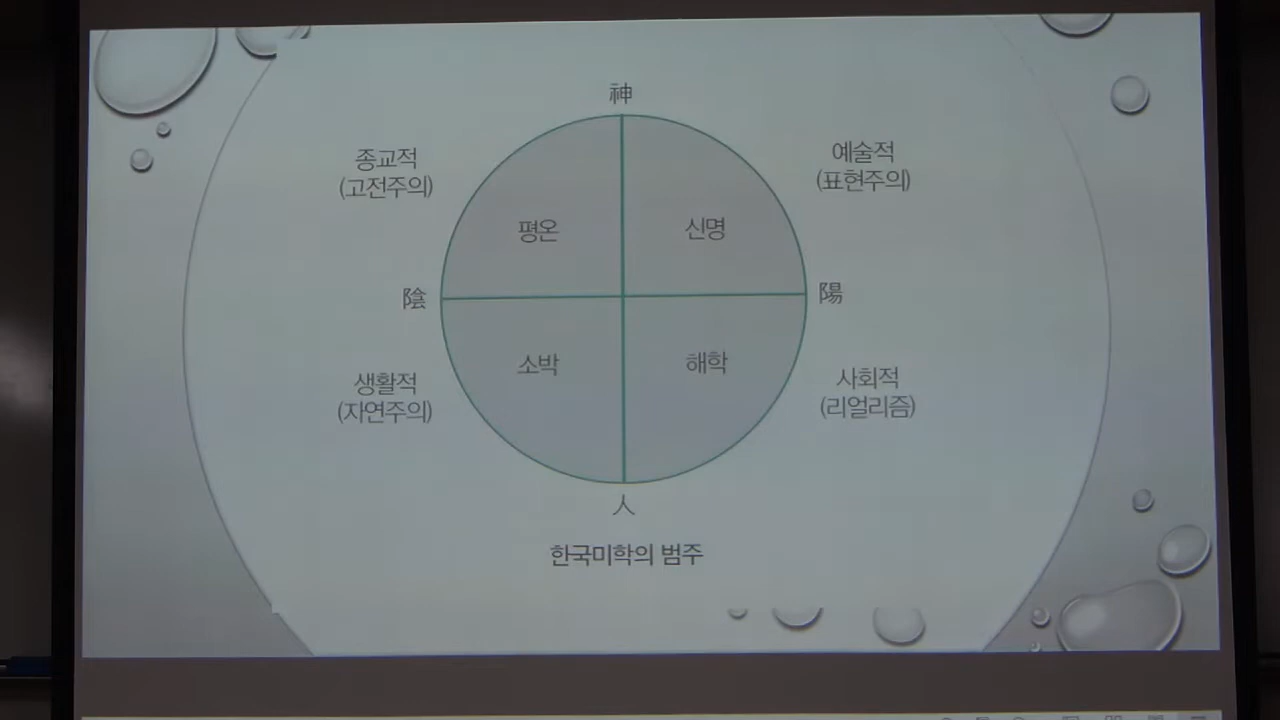 神
종교적
(고전주의)
예술적
(표현주의)
평온
신명
陰
陽
소박
해학
생활적
(자연주의)
사회적
(리얼리즘)
人
한국미학의 범주